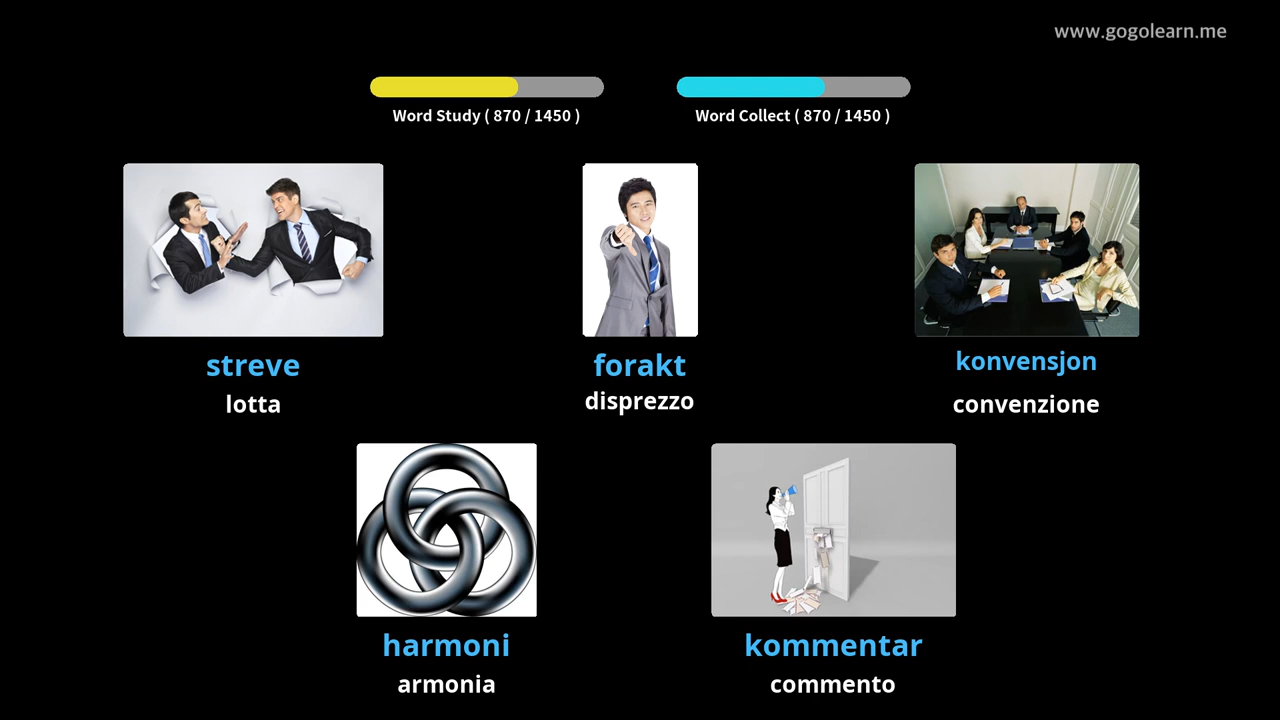 www.gogolearn.me
Word Study ( 870 / 1450 )
Word Collect ( 870 / 1450 )
streve
lotta
forakt
disprezzo
konvensjon
convenzione
harmoni
armonia
kommentar
commento